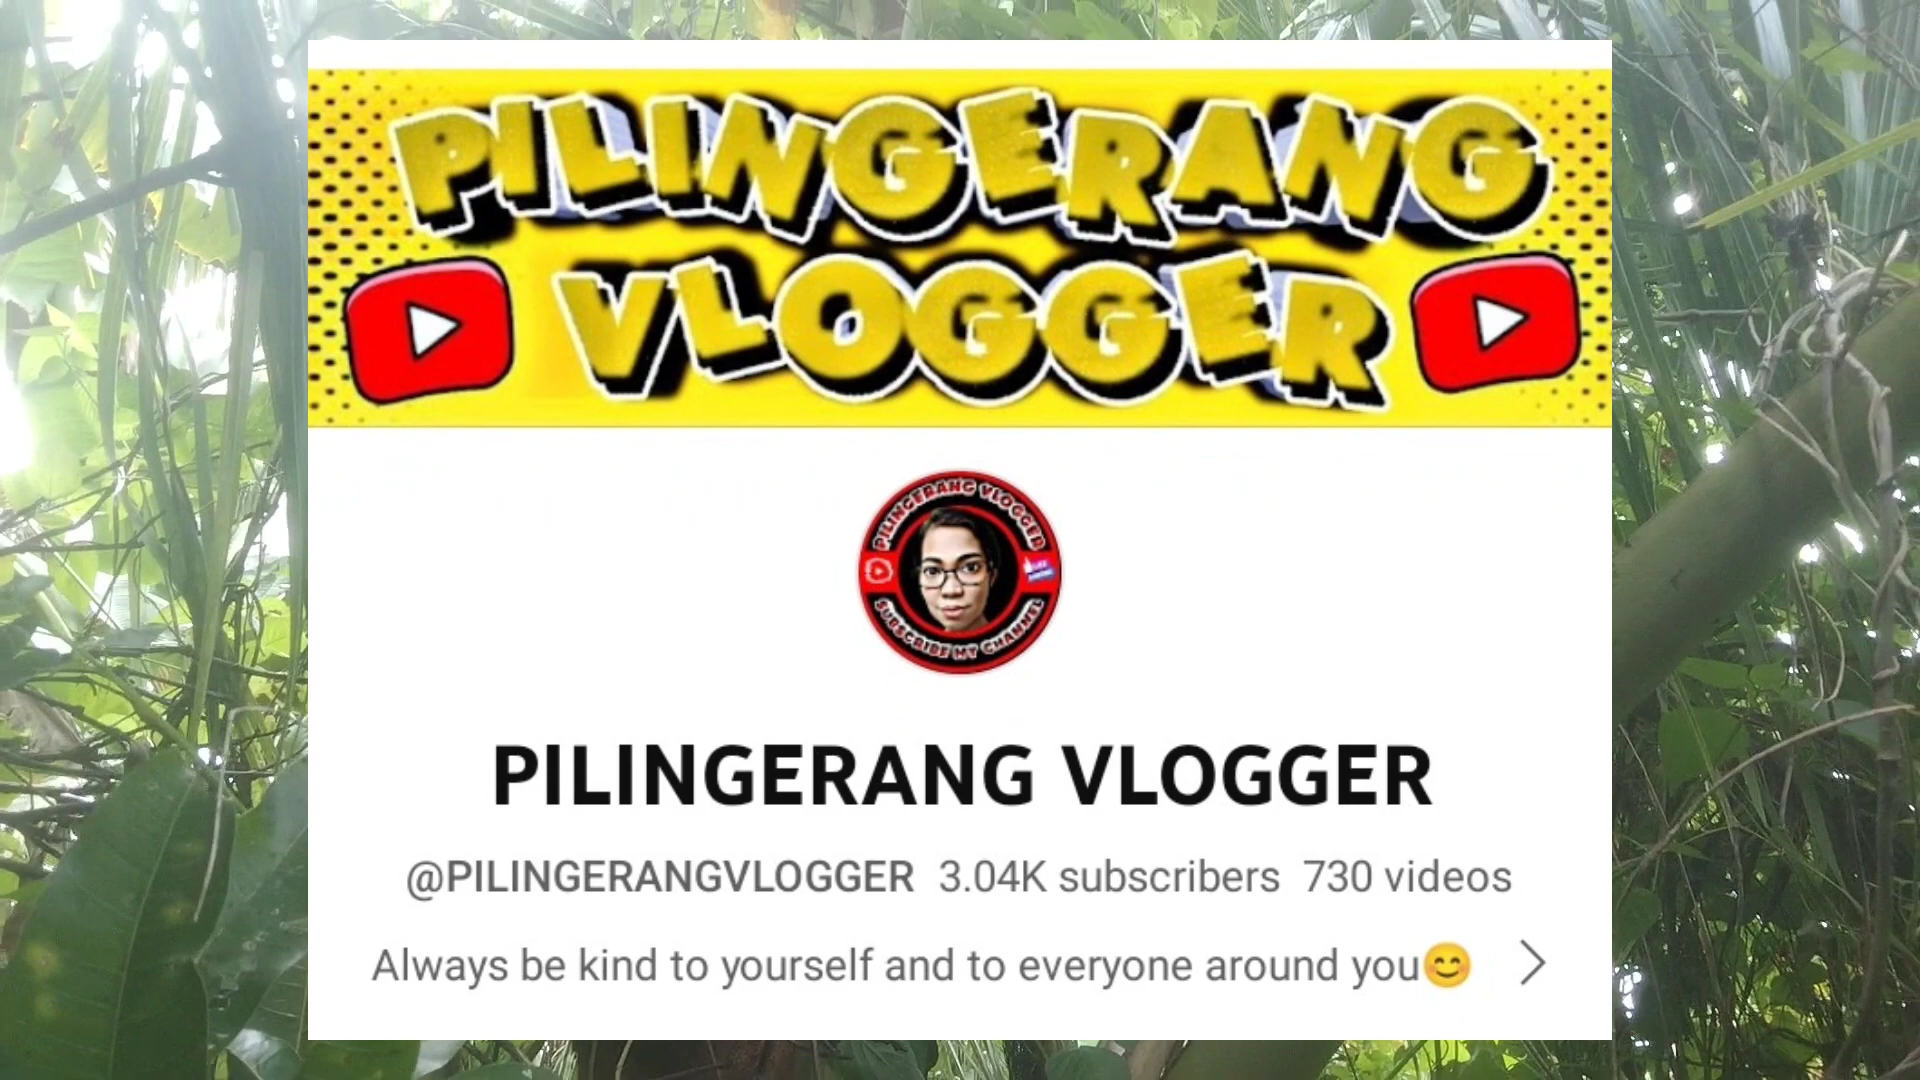 PILINGERANG
VLOGGER
PILINGERANG VLOGGER
SUBSCRIBE MY CHANNEL
PILINGERANG VLOGGER
@PILINGERANGVLOGGER 3.04K subscribers 730 videos
Always be kind to yourself and to everyone around you😊